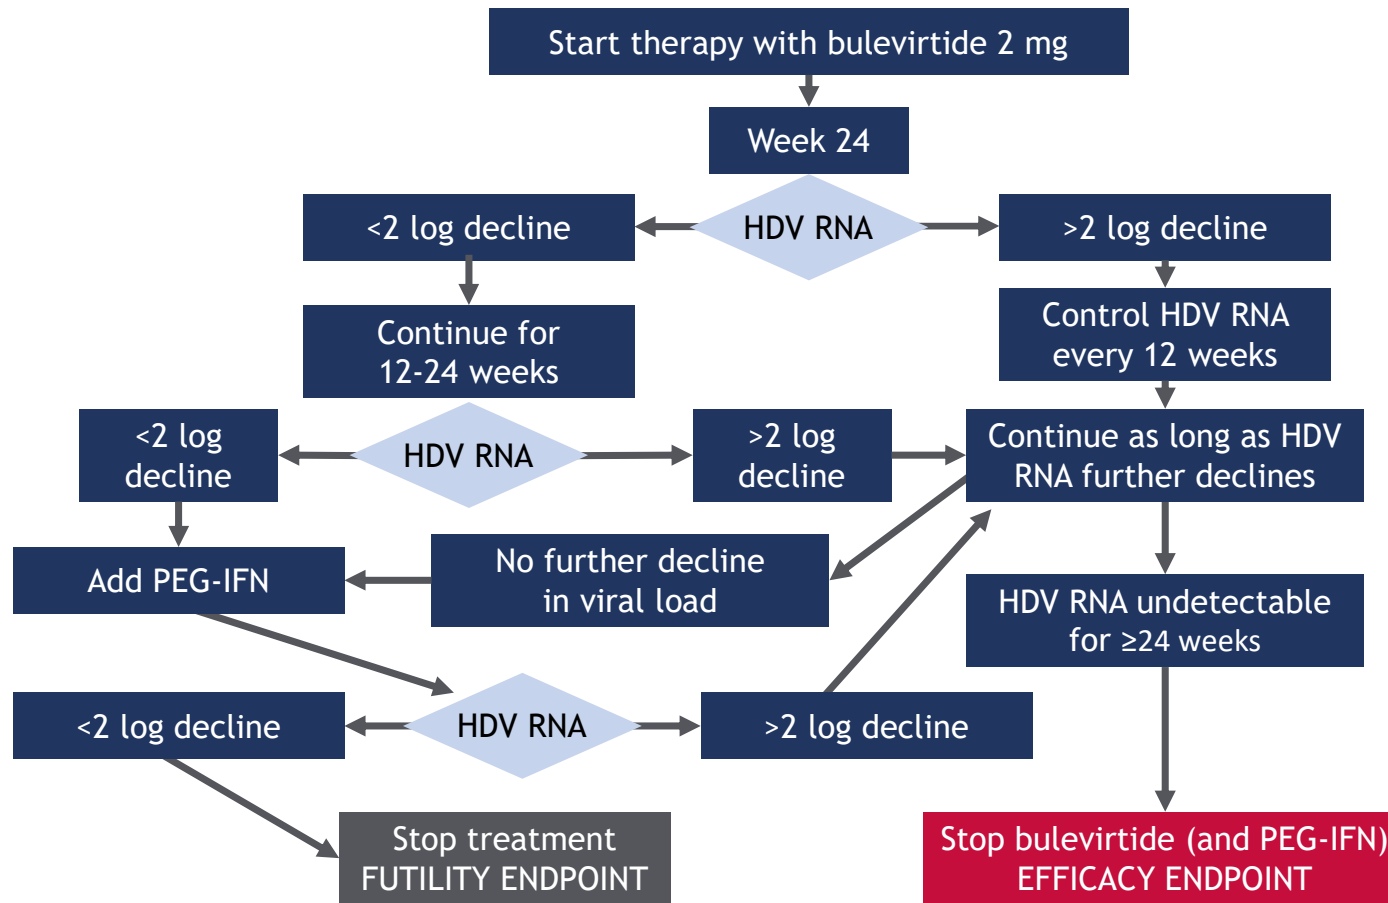 Start therapy with bulevirtide 2 mg
Week 24
<2 log decline
HDV RNA
>2 log decline
Continue for
12-24 weeks
Control HDV RNA
every 12 weeks
<2 log
decline
HDV RNA
>2 log
decline
Continue as long as HDV
RNA further declines
Add PEG-IFN
No further decline
in viral load
HDV RNA undetectable
for ≥24 weeks
<2 log decline
HDV RNA
>2 log decline
Stop treatment
FUTILITY ENDPOINT
Stop bulevirtide (and PEG-IFN)
EFFICACY ENDPOINT